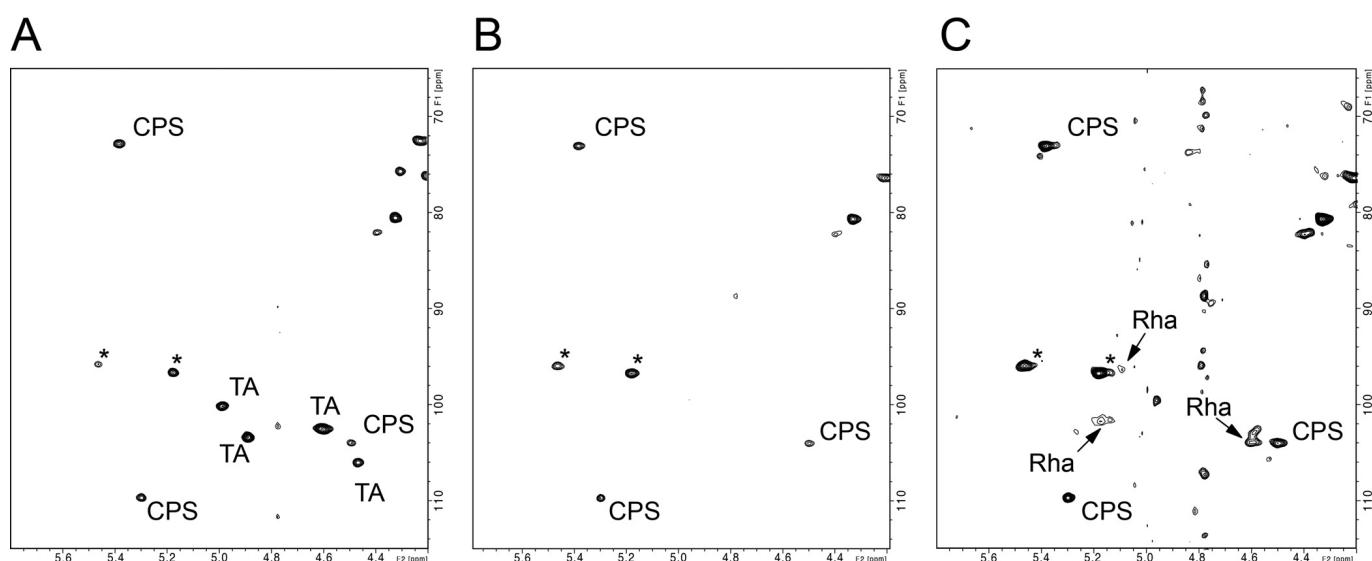 A
B
C
CPS
*
*
TA
TA
TA
CPS
TA
CPS
70
80
90
100
110
F1 [ppm]
5.6
5.4
5.2
5.0
4.8
4.6
4.4
F2 [ppm]
CPS
*
*
CPS
CPS
70
80
90
100
110
F1 [ppm]
5.6
5.4
5.2
5.0
4.8
4.6
4.4
F2 [ppm]
CPS
Rha
*
*
Rha
CPS
Rha
CPS
70
80
90
100
110
F1 [ppm]
5.6
5.4
5.2
5.0
4.8
4.6
4.4
F2 [ppm]